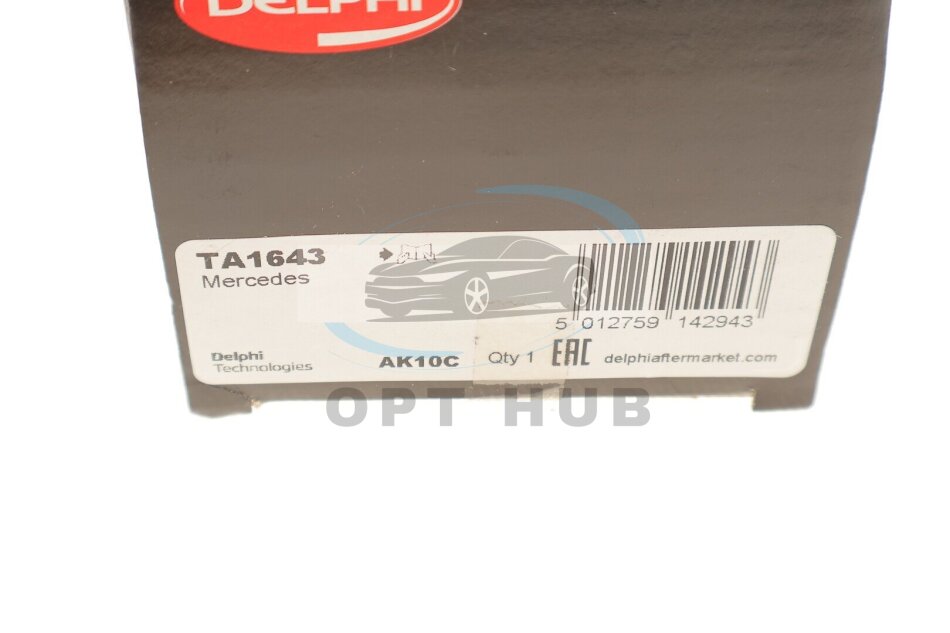 DELPHI
TA1643
Mercedes
5 012759 142943
Delphi
Technologies
AK10C
Qty 1
EAC
delphiaftermarket.com
OPT HUB